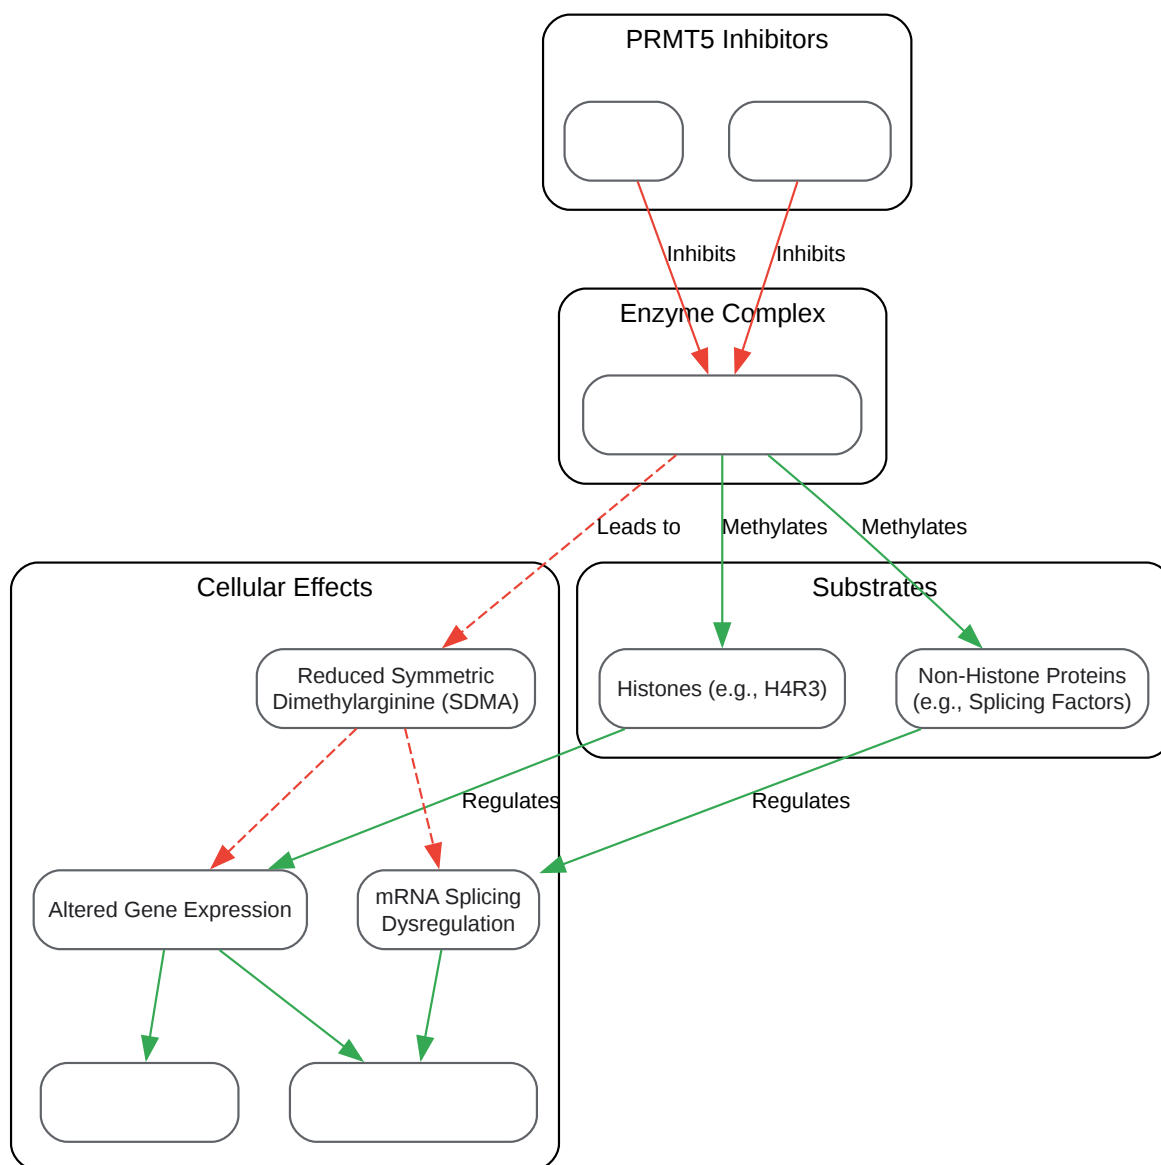 PRMT5 Inhibitors
Inhibits
Inhibits
Enzyme Complex
Leads to
Methylates
Methylates
Cellular Effects
Substrates
Reduced Symmetric
Dimethylarginine (SDMA)
Histones (e.g., H4R3)
Non-Histone Proteins
(e.g., Splicing Factors)
Regulates
Regulates
Altered Gene Expression
mRNA Splicing
Dysregulation